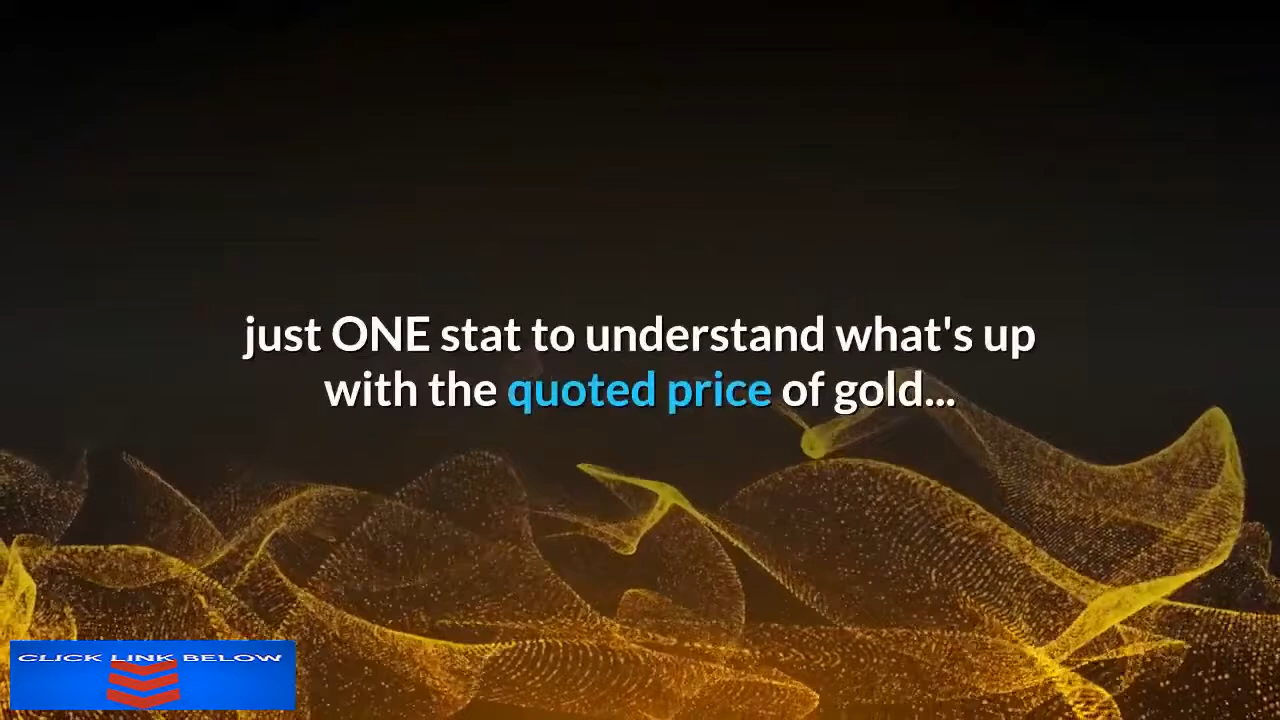 just ONE stat to understand what's up
with the quoted price of gold...
CLICK LINK BELOW